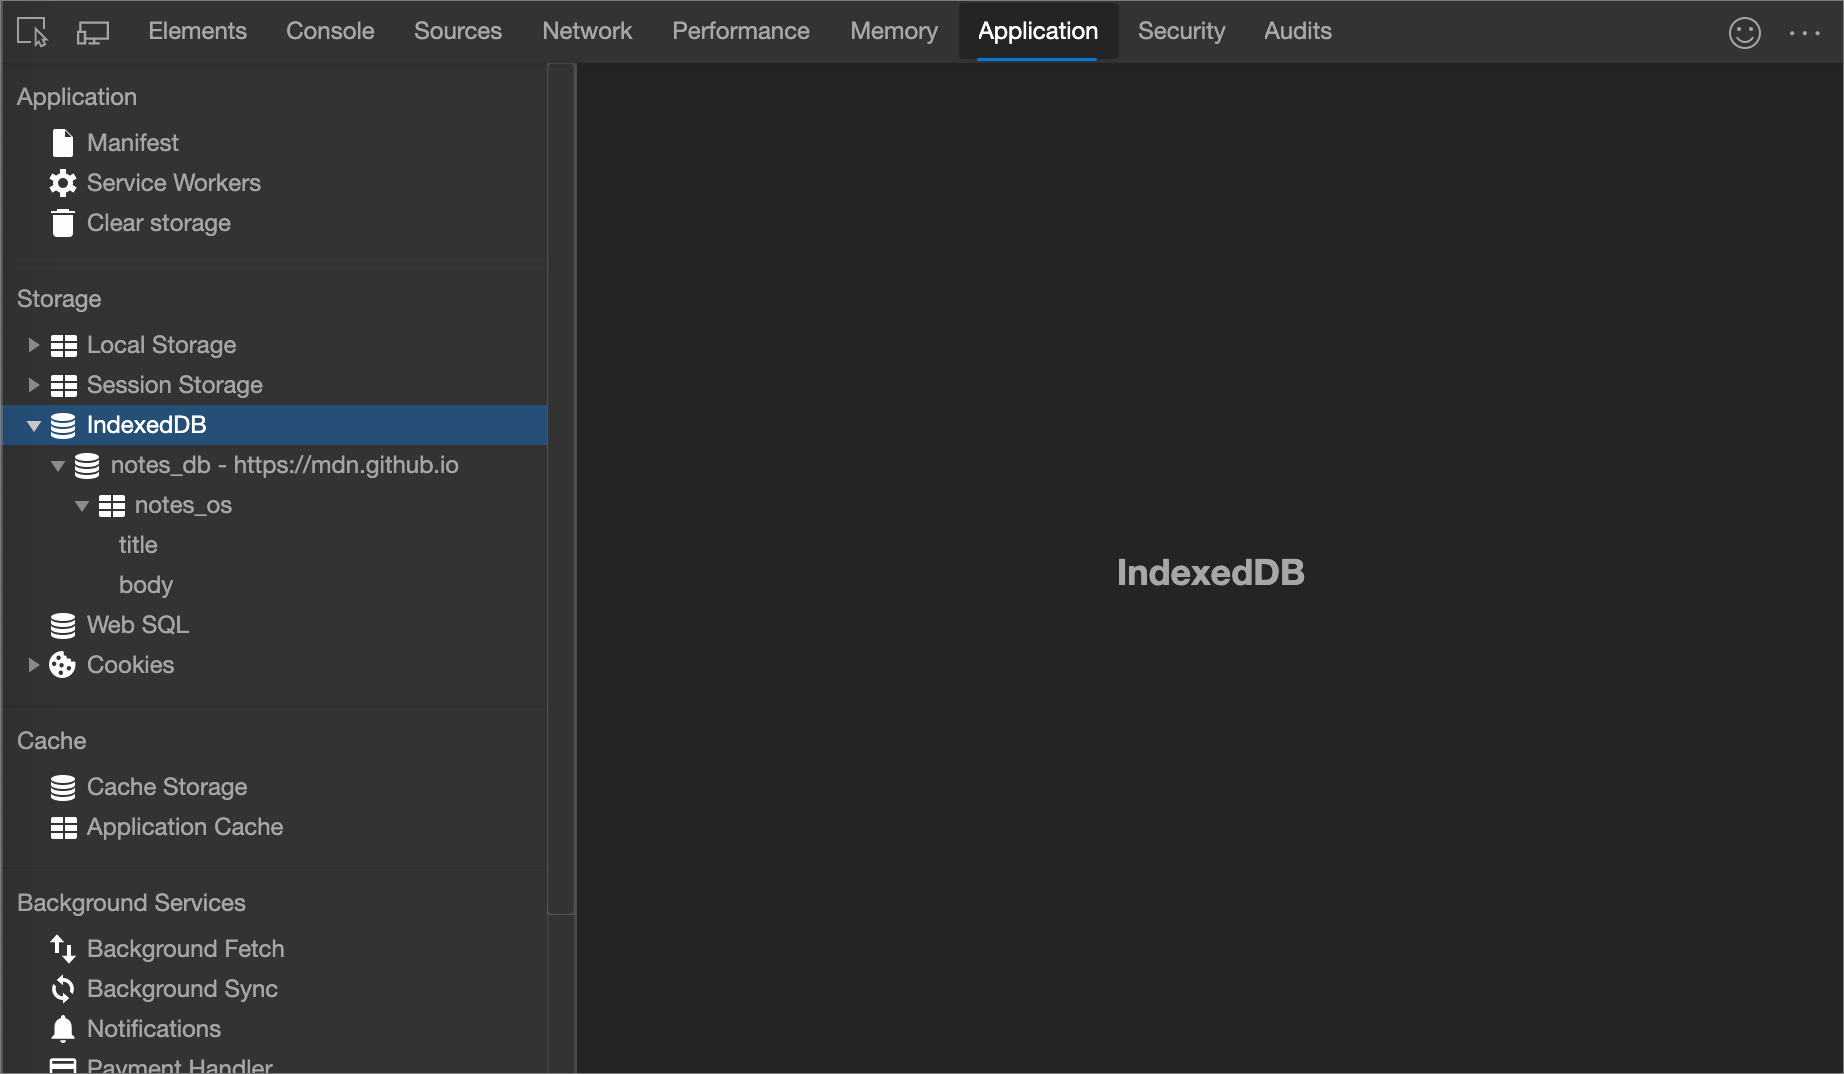 Elements Console Sources Network Performance Memory Application Security Audits
Application
Manifest
Service Workers
Clear storage
Storage
Local Storage
Session Storage
IndexedDB
notes_db - https://mdn.github.io
notes_os
title
body
Web SQL
Cookies
Cache
Cache Storage
Application Cache
Background Services
Background Fetch
Background Sync
Notifications
Payment Handler
IndexedDB